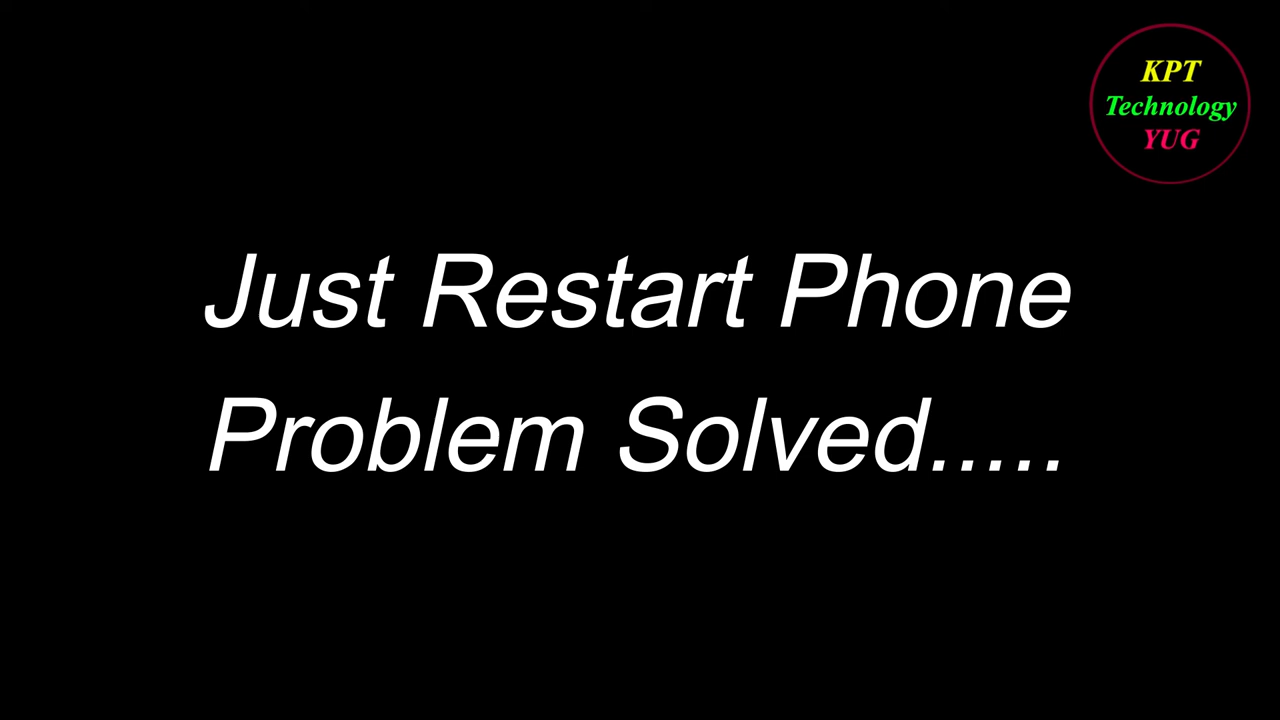 KPT
Technology
YUG
Just Restart Phone
Problem Solved.....